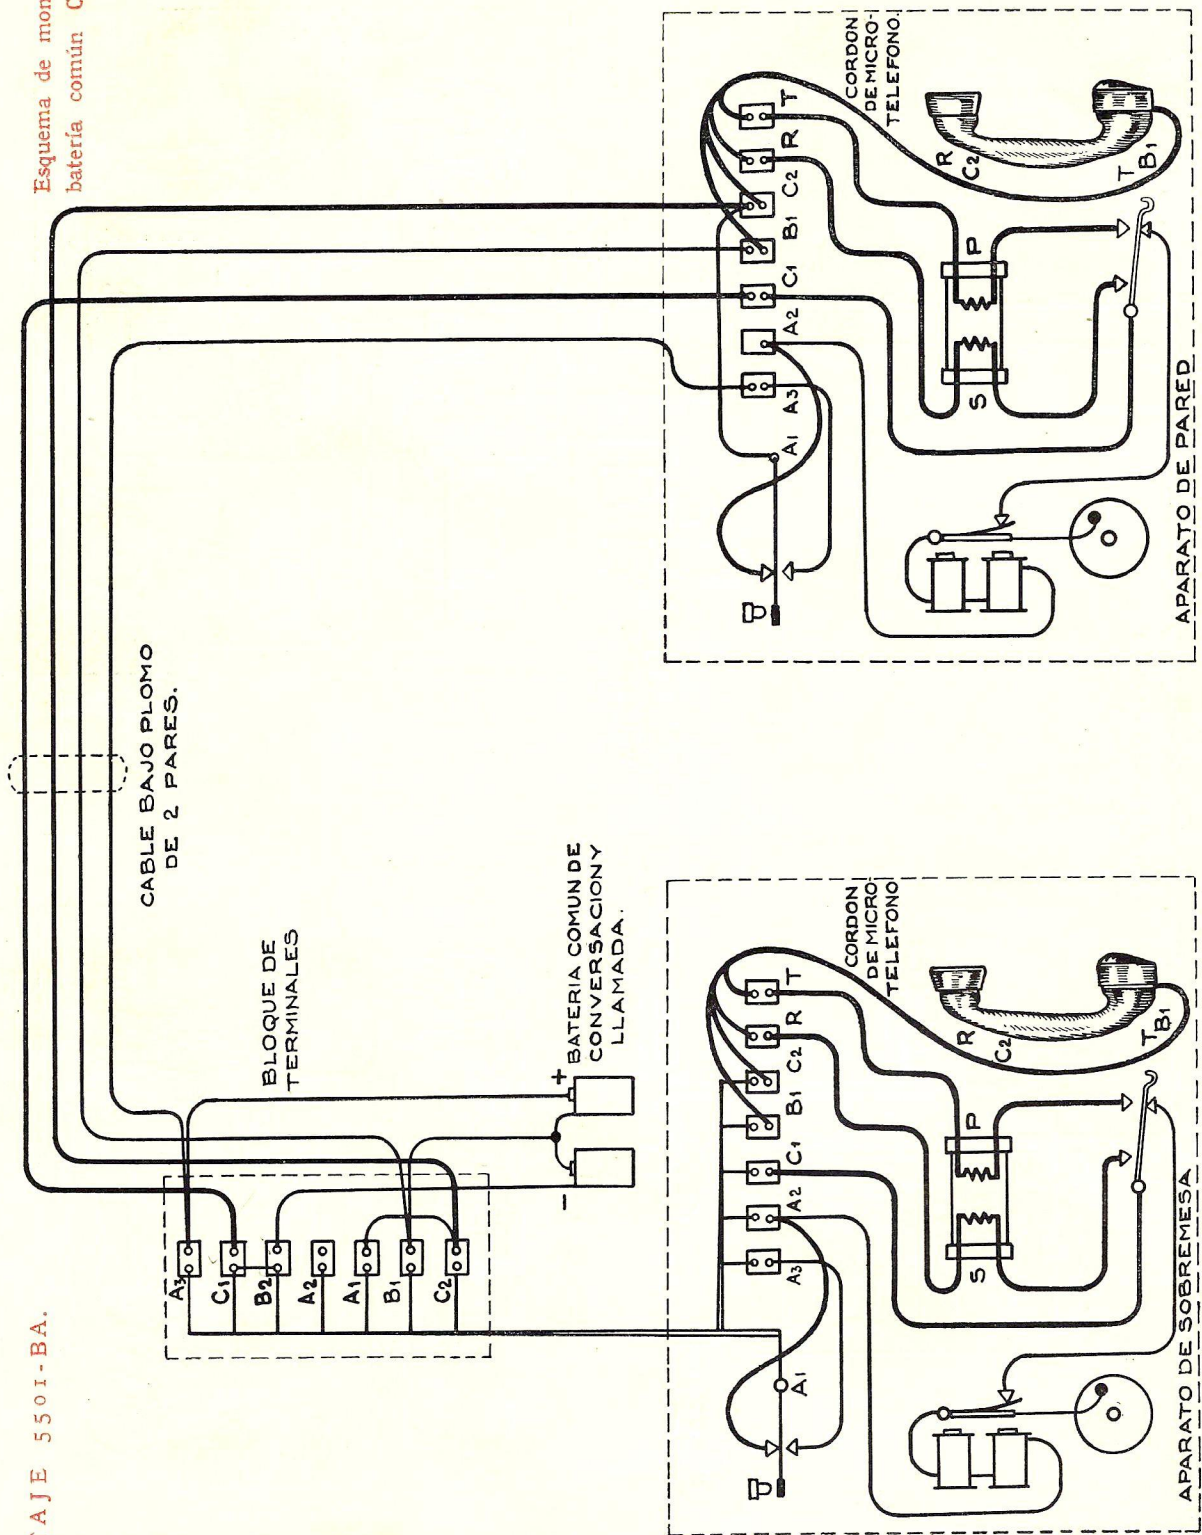 AJE 5501-BA.
Esquema de mon
batería común C
CABLE BAJO PLOMO
DE 2 PARES.
A3
C1
B2
A2
A1
B1
C2
BLOQUE DE
TERMINALES
+
−
BATERIA COMUN DE
CONVERSACION Y
LLAMADA.
A1
A3
A2
C1
B1
C2
R
T
CORDON
DE MICRO-
TELEFONO
S
P
R
C2
T
B1
APARATO DE SOBREMESA
A1
A3
A2
C1
B1
C2
R
T
CORDON
DE MICRO-
TELEFONO.
S
P
R
C2
T
B1
APARATO DE PARED